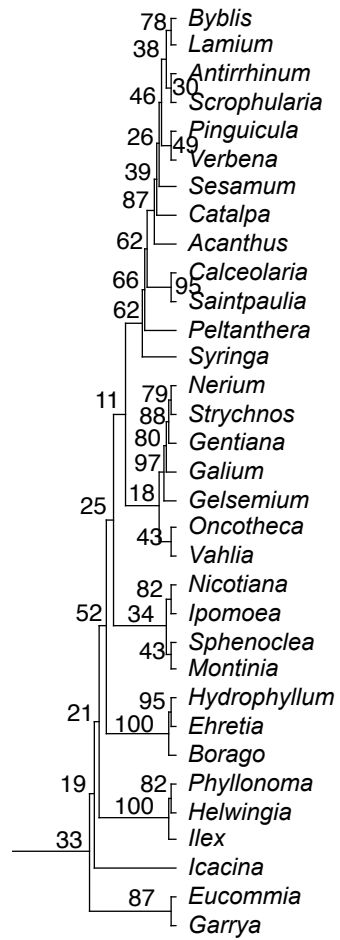 78 Byblis
38 Lamium
Antirrhinum
30
46 Scrophularia
Pinguicula
26 49
Verbena
39 Sesamum
87 Catalpa
62 Acanthus
Calceolaria
66 95
Saintpaulia
62 Peltanthera
Syringa
79 Nerium
11 88 Strychnos
80 Gentiana
97 Galium
18 Gelsemium
25 Oncotheca
43 Vahlia
82 Nicotiana
52 34 Ipomoea
Sphenoclea
43 Montinia
95 Hydrophyllum
21 100 Ehretia
Borago
19 82 Phyllonoma
100 Helwingia
33 Ilex
Icacina
87 Eucommia
Garrya